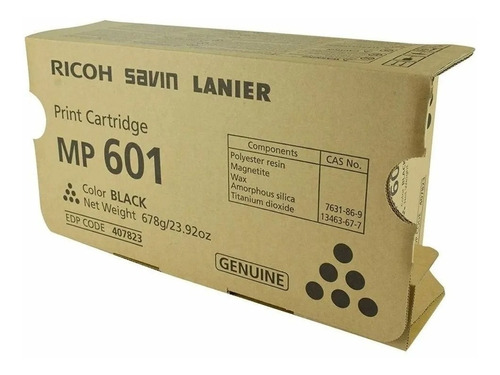 RICOH savin LANIER
Print Cartridge
MP 601
Color BLACK
Net Weight 678g/23.92oz
EDP CODE 407823
Components CAS No.
Polyester resin
Magnetite
Wax
Amorphous silica 7631-86-9
Titanium dioxide 13463-67-7
GENUINE